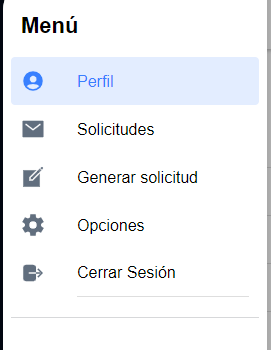 Menú
Perfil
Solicitudes
Generar solicitud
Opciones
Cerrar Sesión